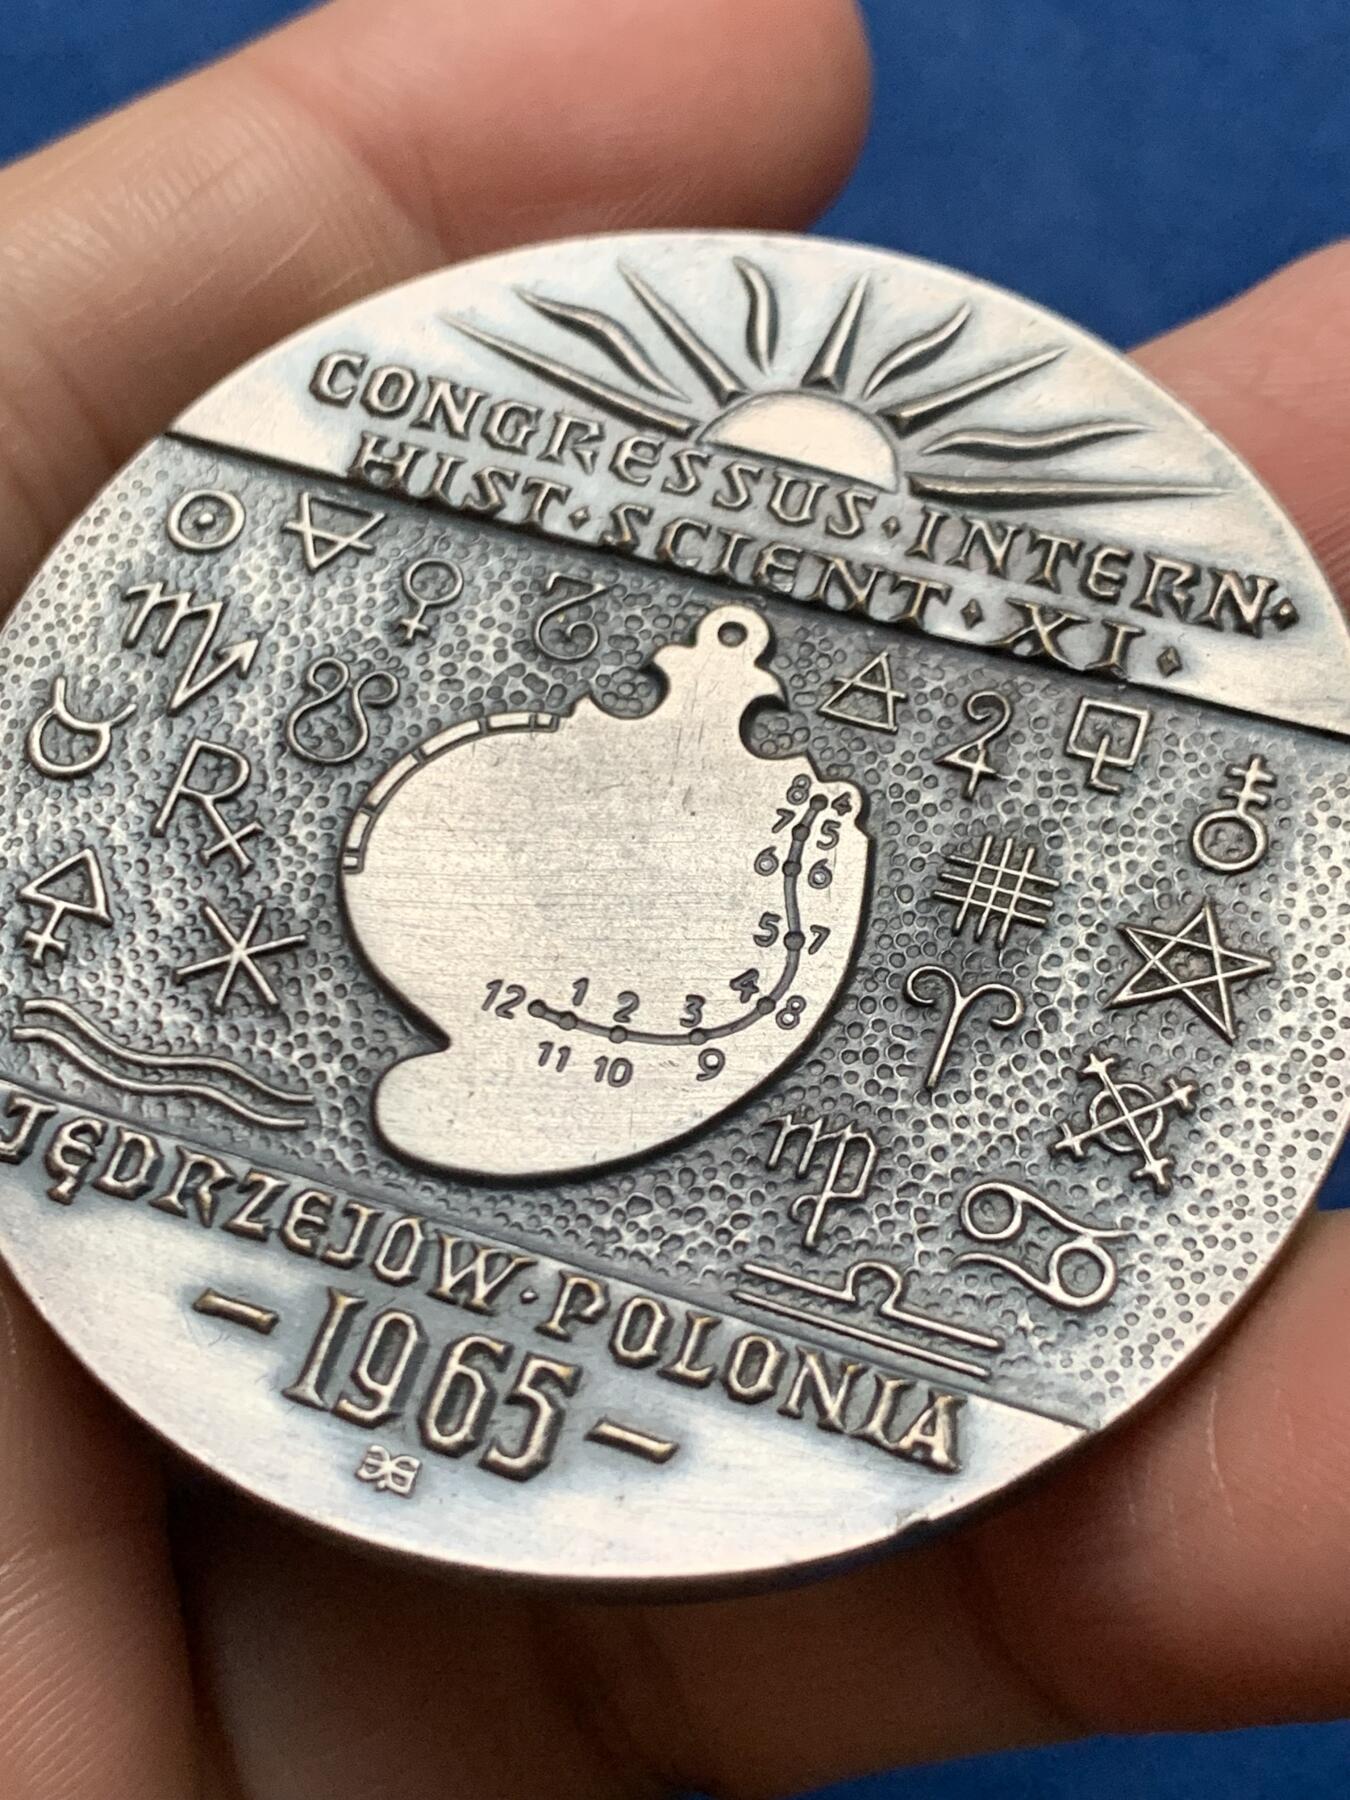 CONGRESSUS·INTERN·
HIST·SCIENT·XI·
8 4
7 5
6 6
5 7
4 8
12 1 2 3
11 10 9
JĘDRZEJÓW·POLONIA
- 1965 -